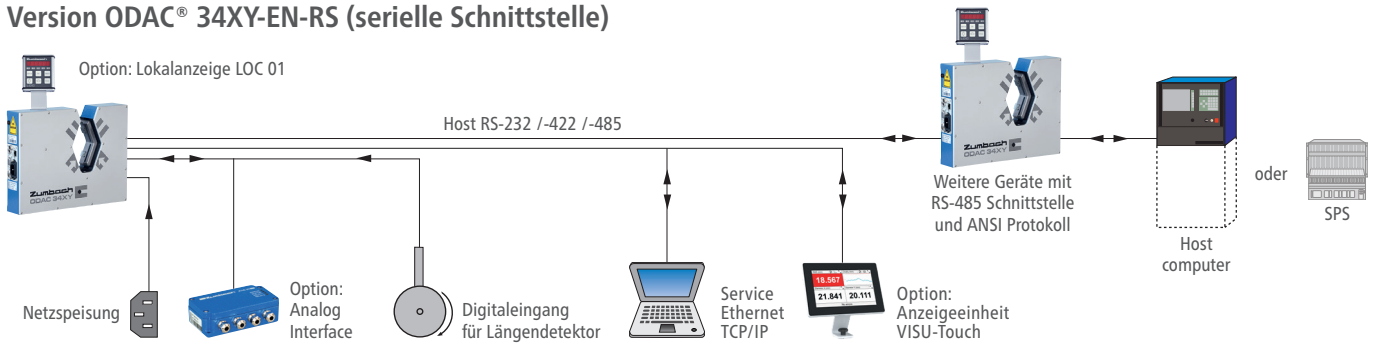 Version ODAC® 34XY-EN-RS (serielle Schnittstelle)
Option: Lokalanzeige LOC 01
Host RS-232 /-422 /-485
Zumbach
ODAC 34XY
Zumbach
ODAC 34XY
Weitere Geräte mit
RS-485 Schnittstelle
und ANSI Protokoll
oder
SPS
Host
computer
Netzspeisung
Option:
Analog
Interface
Digitaleingang
für Längendetektor
Service
Ethernet
TCP/IP
18.567
21.841 20.111
Option:
Anzeigeeinheit
VISU-Touch